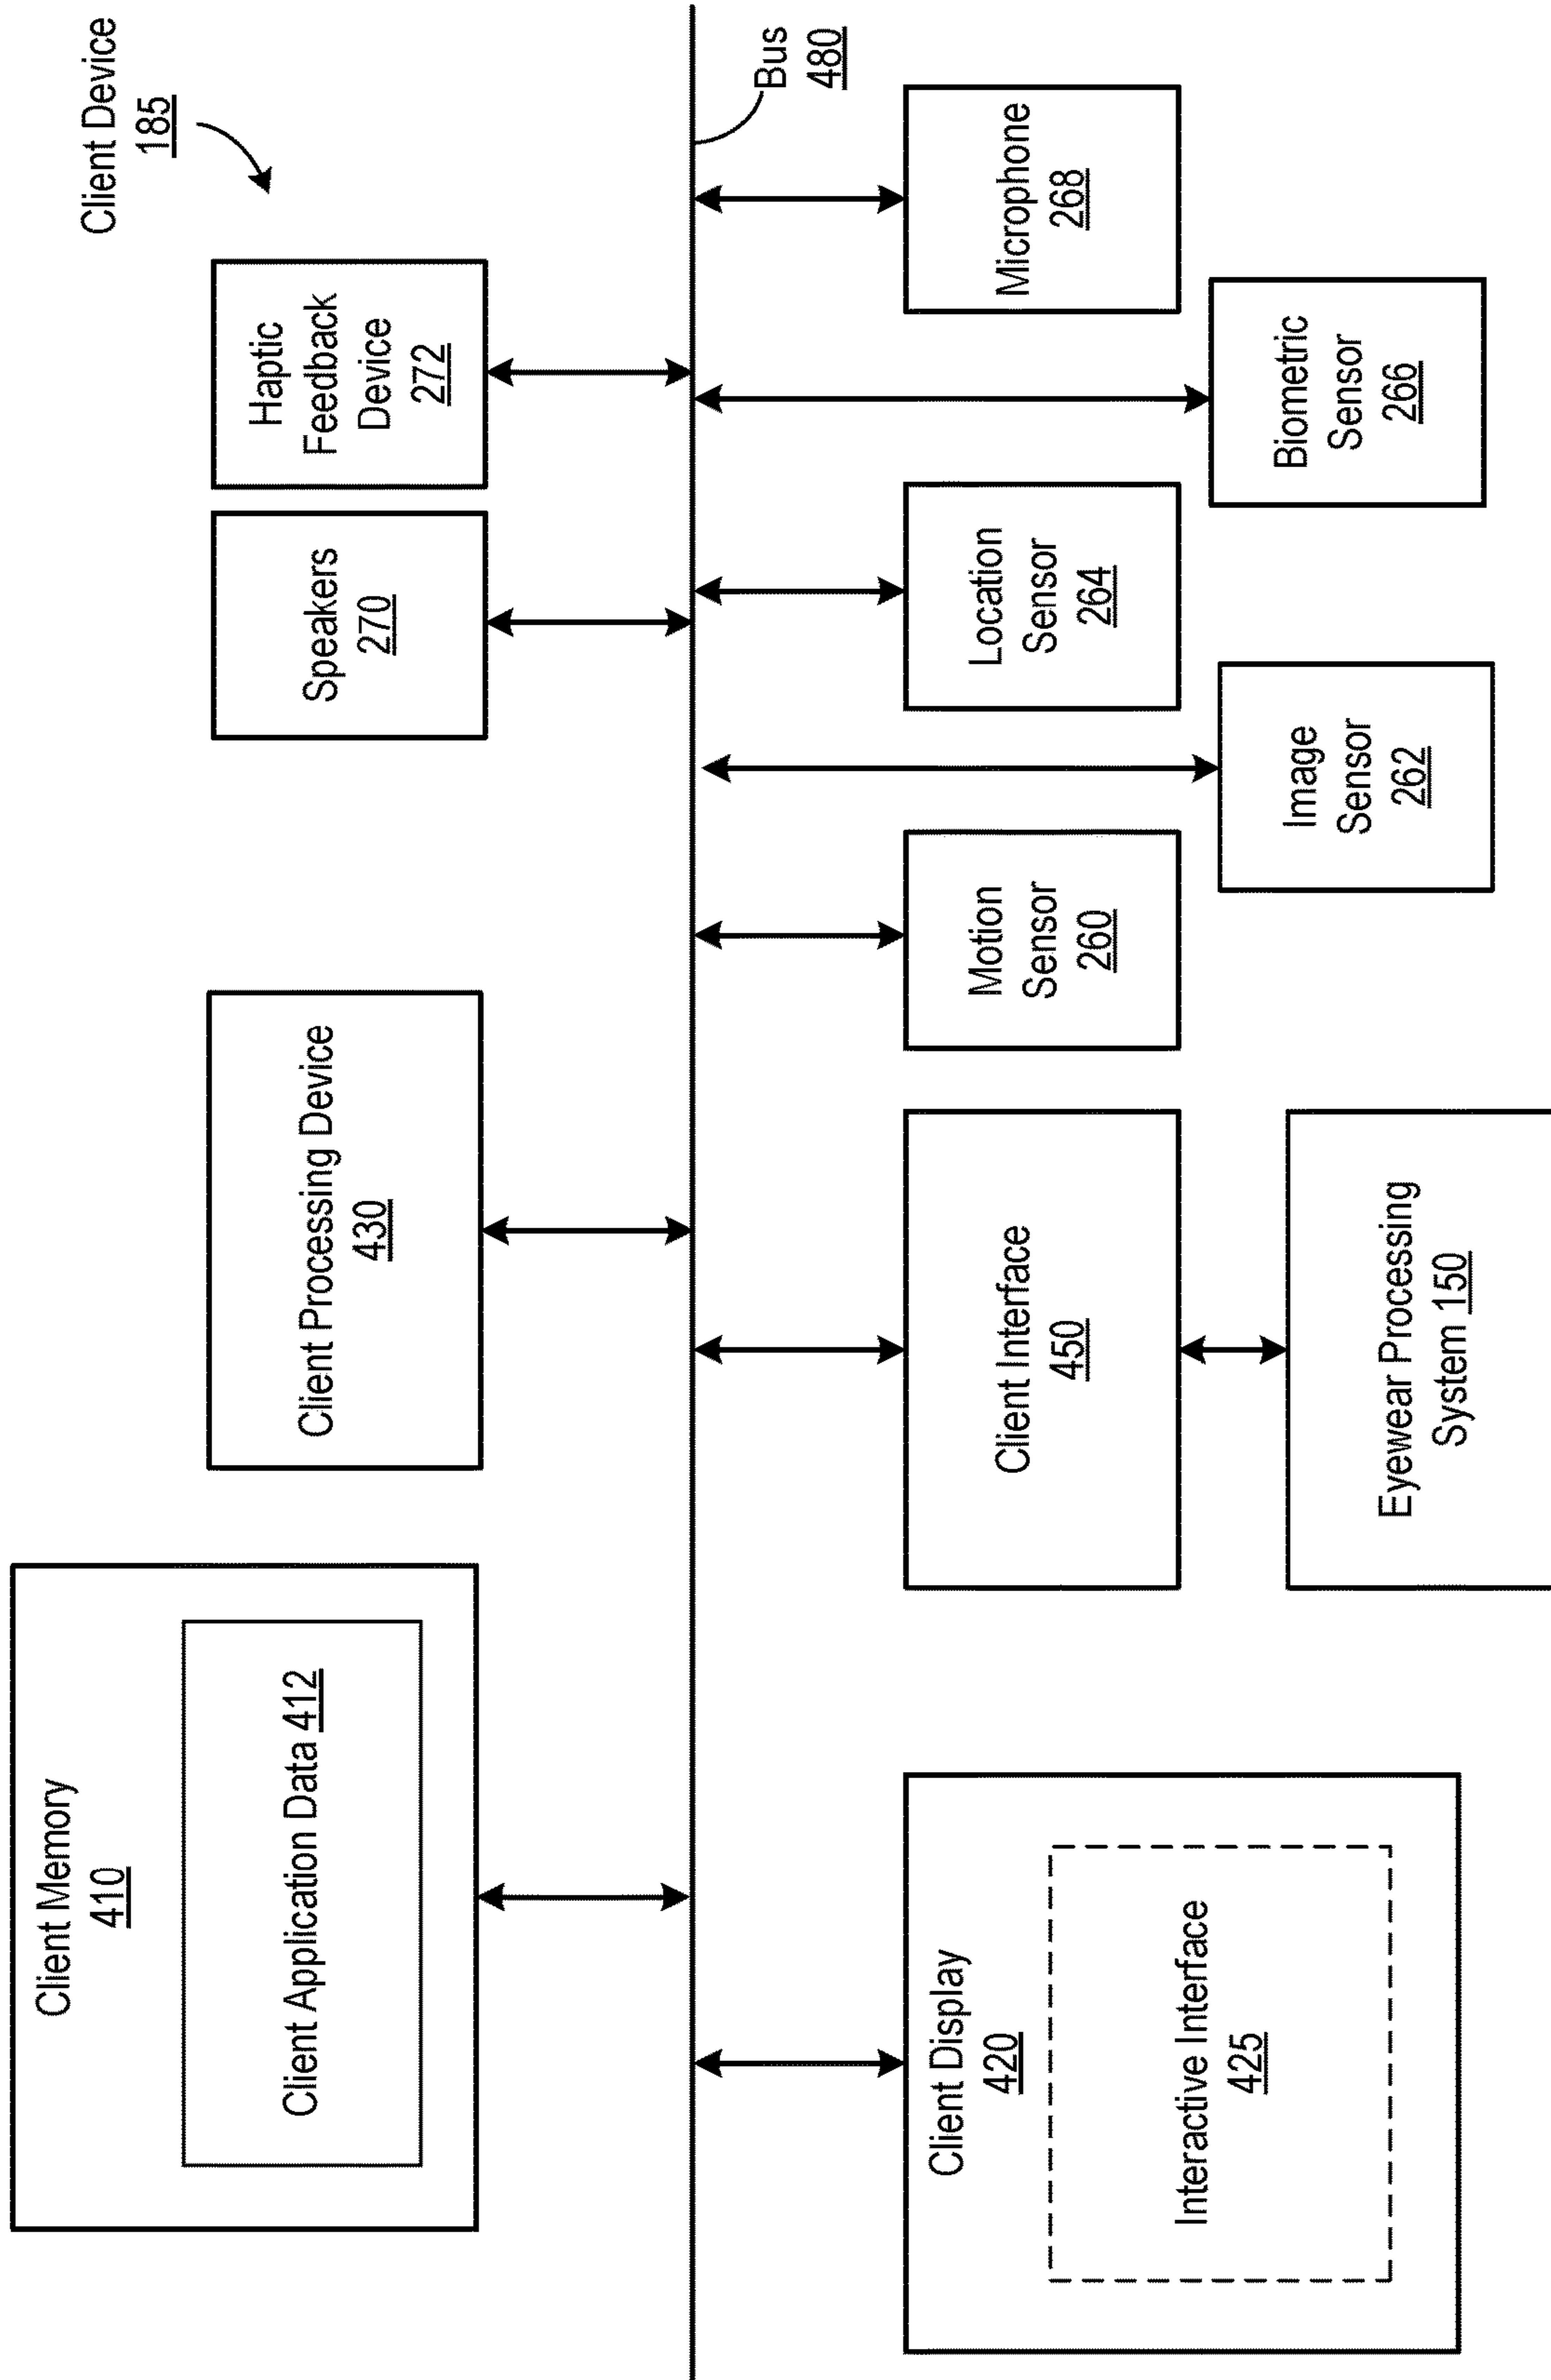 Client Device
185
Client Memory
410
Client Application Data 412
Client Processing Device
430
Speakers
270
Haptic
Feedback
Device
272
Bus
480
Client Display
420
Interactive Interface
425
Client Interface
450
Eyewear Processing
System 150
Motion
Sensor
260
Image
Sensor
262
Location
Sensor
264
Biometric
Sensor
266
Microphone
268